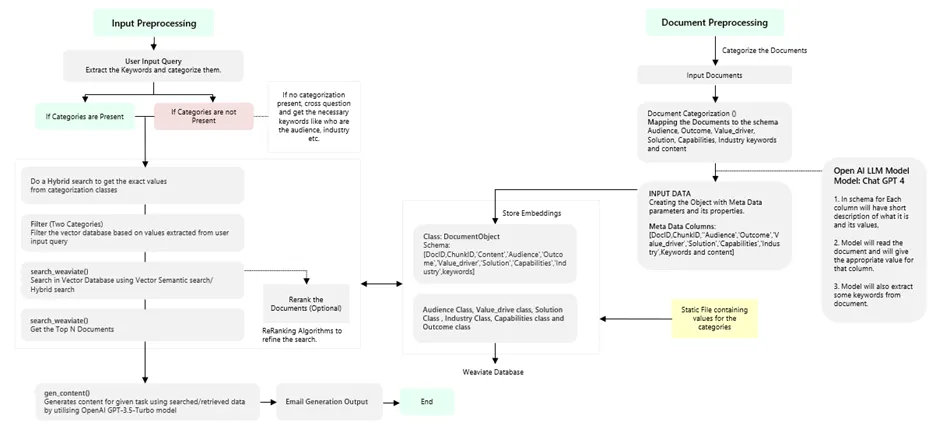 Input Preprocessing
User Input Query
Extract the Keywords and categorize them.
If Categories are Present
If Categories are not
Present
If no categorization
present, cross question
and get the necessary
keywords like who are
the audience, industry
etc.
Do a Hybrid search to get the exact values
from categorization classes
Filter (Two Categories)
Filter the vector database based on values extracted from user
input query
search_weaviate()
Search in Vector Database using Vector Semantic search/
Hybrid search
search_weaviate()
Get the Top N Documents
Rerank the
Documents (Optional)
ReRanking Algorithms to
refine the search.
gen_content()
Generates content for given task using searched/retrieved data
by utilising OpenAI GPT-3.5-Turbo model
Email Generation Output
End
Document Preprocessing
Categorize the Documents
Input Documents
Document Categorization ()
Mapping the Documents to the schema
Audience, Outcome, Value_driver,
Solution, Capabilities, Industry keywords
and content
Open AI LLM Model
Model: Chat GPT 4
1. In schema for Each
column will have short
description of what it is
and its values,
2. Model will read the
document and will give
the appropriate value for
that column.
3. Model will also extract
some keywords from
document.
INPUT DATA
Creating the Object with Meta Data
parameters and its properties.
Meta Data Columns:
[DocID,ChunkID,'Audience','Outcome','V
alue_driver','Solution','Capabilities','Indus
try',Keywords and content]
Store Embeddings
Class: DocumentObject
Schema:
[DocID,ChunkID,'Content','Audience','Outco
me','Value_driver','Solution','Capabilities','Ind
ustry',keywords]
Audience Class, Value_drive class, Solution
Class , Industry Class, Capabilities class and
Outcome class
Static File containing
values for the
categories
Weaviate Database